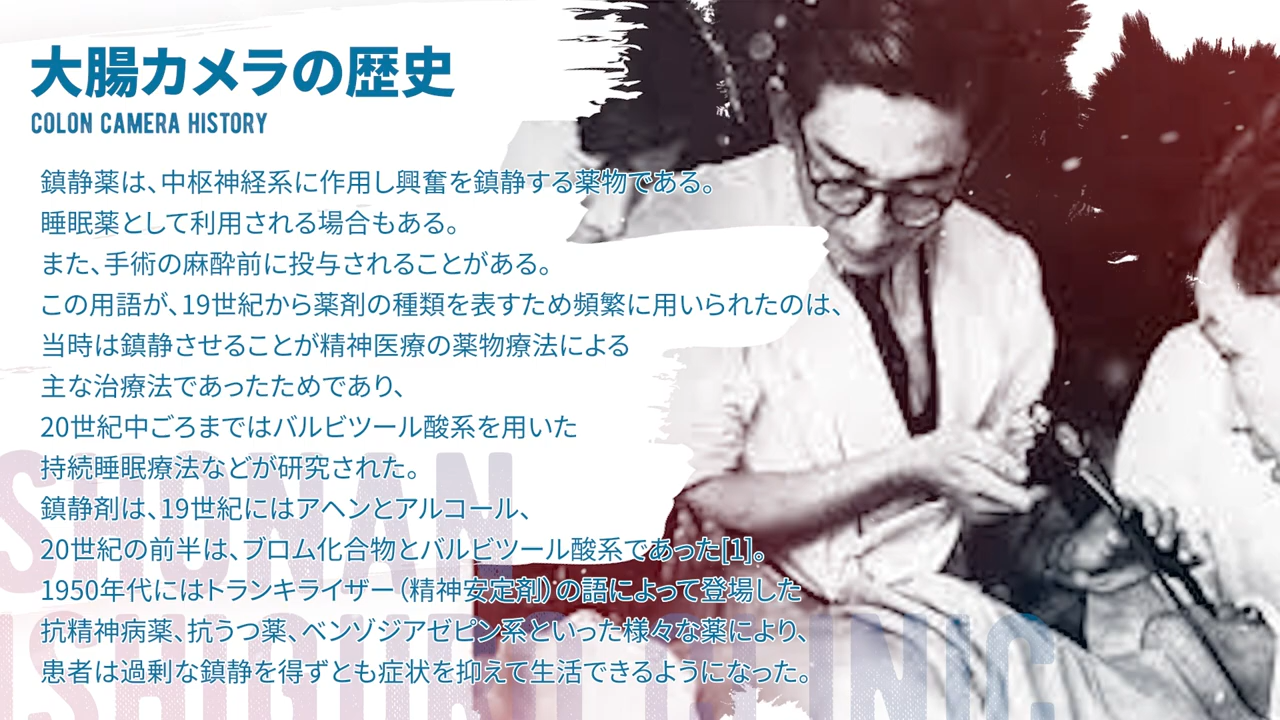 大腸カメラの歴史
COLON CAMERA HISTORY
鎮静薬は、中枢神経系に作用し興奮を鎮静する薬物である。
睡眠薬として利用される場合もある。
また、手術の麻酔前に投与されることがある。
この用語が、19世紀から薬剤の種類を表すため頻繁に用いられたのは、
当時は鎮静させることが精神医療の薬物療法による
主な治療法であったためであり、
20世紀中ごろまではバルビツール酸系を用いた
持続睡眠療法などが研究された。
鎮静剤は、19世紀にはアヘンとアルコール、
20世紀の前半は、ブロム化合物とバルビツール酸系であった[1]。
1950年代にはトランキライザー（精神安定剤）の語によって登場した
抗精神病薬、抗うつ薬、ベンゾジアゼピン系といった様々な薬により、
患者は過剰な鎮静を得ずとも症状を抑えて生活できるようになった。
SHONAN
CLINIC